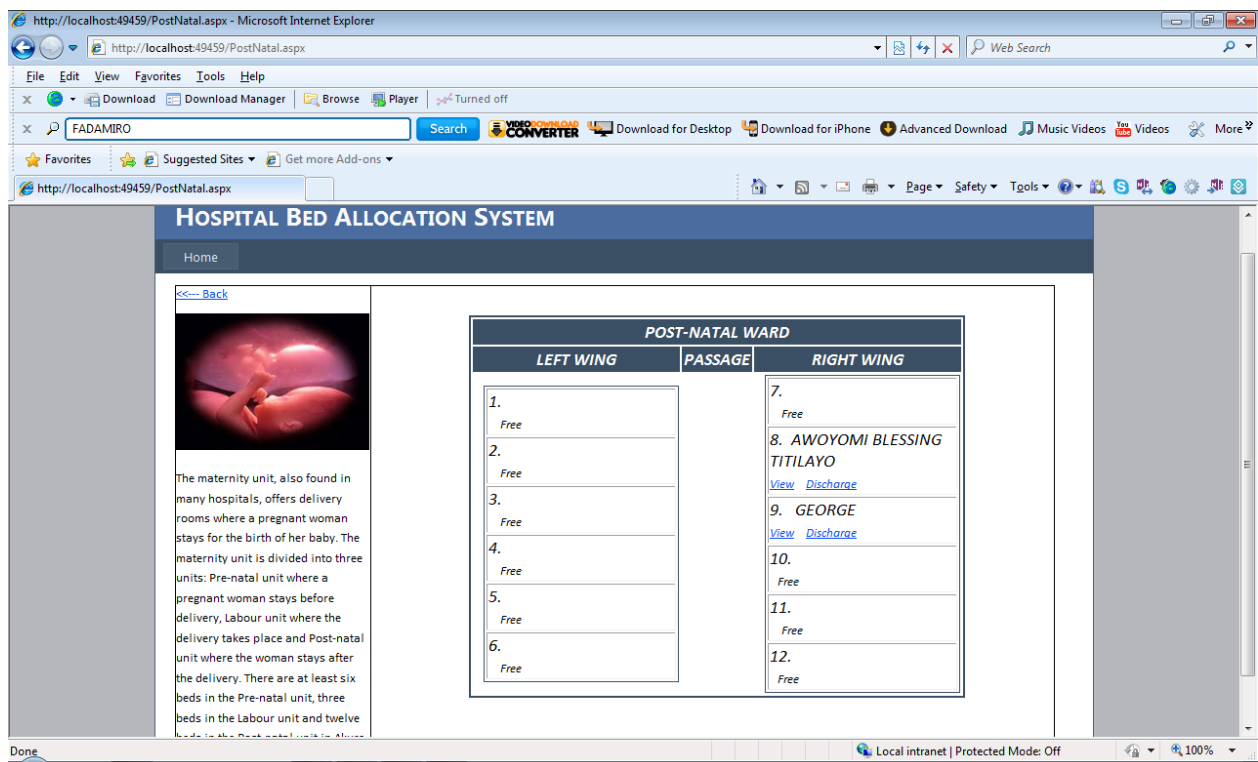 http://localhost:49459/PostNatal.aspx - Microsoft Internet Explorer
http://localhost:49459/PostNatal.aspx
Web Search
File Edit View Favorites Tools Help
x Download Download Manager Browse Player Turned off
x FADAMIRO Search VIDEO DOWNLOAD CONVERTER Download for Desktop Download for iPhone Advanced Download Music Videos You Tube Videos More »
Favorites Suggested Sites Get more Add-ons
http://localhost:49459/PostNatal.aspx Page Safety Tools
HOSPITAL BED ALLOCATION SYSTEM
Home
<<--- Back
The maternity unit, also found in
many hospitals, offers delivery
rooms where a pregnant woman
stays for the birth of her baby. The
maternity unit is divided into three
units: Pre-natal unit where a
pregnant woman stays before
delivery, Labour unit where the
delivery takes place and Post-natal
unit where the woman stays after
the delivery. There are at least six
beds in the Pre-natal unit, three
beds in the Labour unit and twelve
POST-NATAL WARD
LEFT WING PASSAGE RIGHT WING
1.
Free
2.
Free
3.
Free
4.
Free
5.
Free
6.
Free
7.
Free
8. AWOYOMI BLESSING
TITILAYO
View Discharge
9. GEORGE
View Discharge
10.
Free
11.
Free
12.
Free
Done Local intranet | Protected Mode: Off 100%